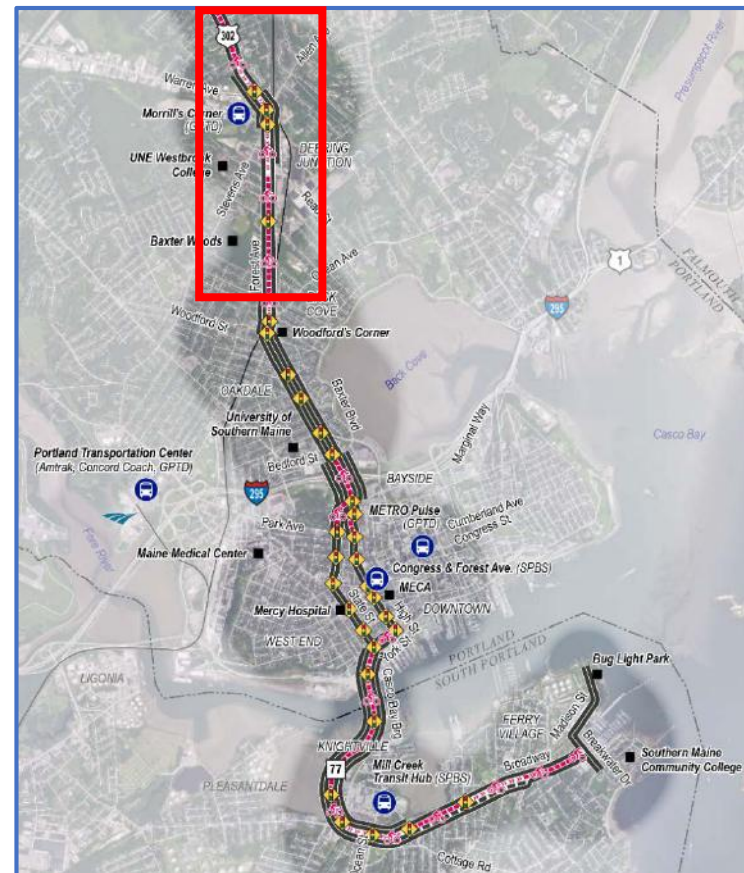 302
Allen Ave
Warren Ave
Presumpscot River
Morrill's Corner
(GPTD)
DEERING
JUNCTION
UNE Westbrook
College
Stevens Ave
Read St
Baxter Woods
Forest Ave
Ocean Ave
1
FALMOUTH
PORTLAND
COVE
295
Woodford St
Woodford's Corner
Back Cove
OAKDALE
Baxter Blvd
University of
Southern Maine
Marginal Way
Casco Bay
Portland Transportation Center
(Amtrak, Concord Coach, GPTD)
Bedford St
BAYSIDE
295
METRO Pulse
(GPTD)
Cumberland Ave
Congress St
Park Ave
Fore River
Maine Medical Center
Congress & Forest Ave. (SPBS)
MECA
State St
High St
DOWNTOWN
Mercy Hospital
WEST END
York St
PORTLAND
SOUTH PORTLAND
Bug Light Park
LIGONIA
Casco Bay Brg
FERRY
VILLAGE
Madison St
KNIGHTVILLE
Breakwater Dr
Southern Maine
Community College
77
Mill Creek
Transit Hub (SPBS)
Broadway
PLEASANTDALE
Ocean St
Cottage Rd